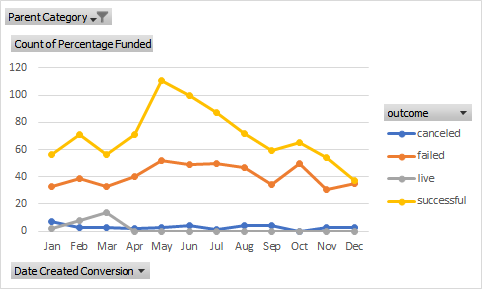 Parent Category
Count of Percentage Funded
120
100
80
60
40
20
0
Jan Feb Mar Apr May Jun Jul Aug Sep Oct Nov Dec
outcome
canceled
failed
live
successful
Date Created Conversion